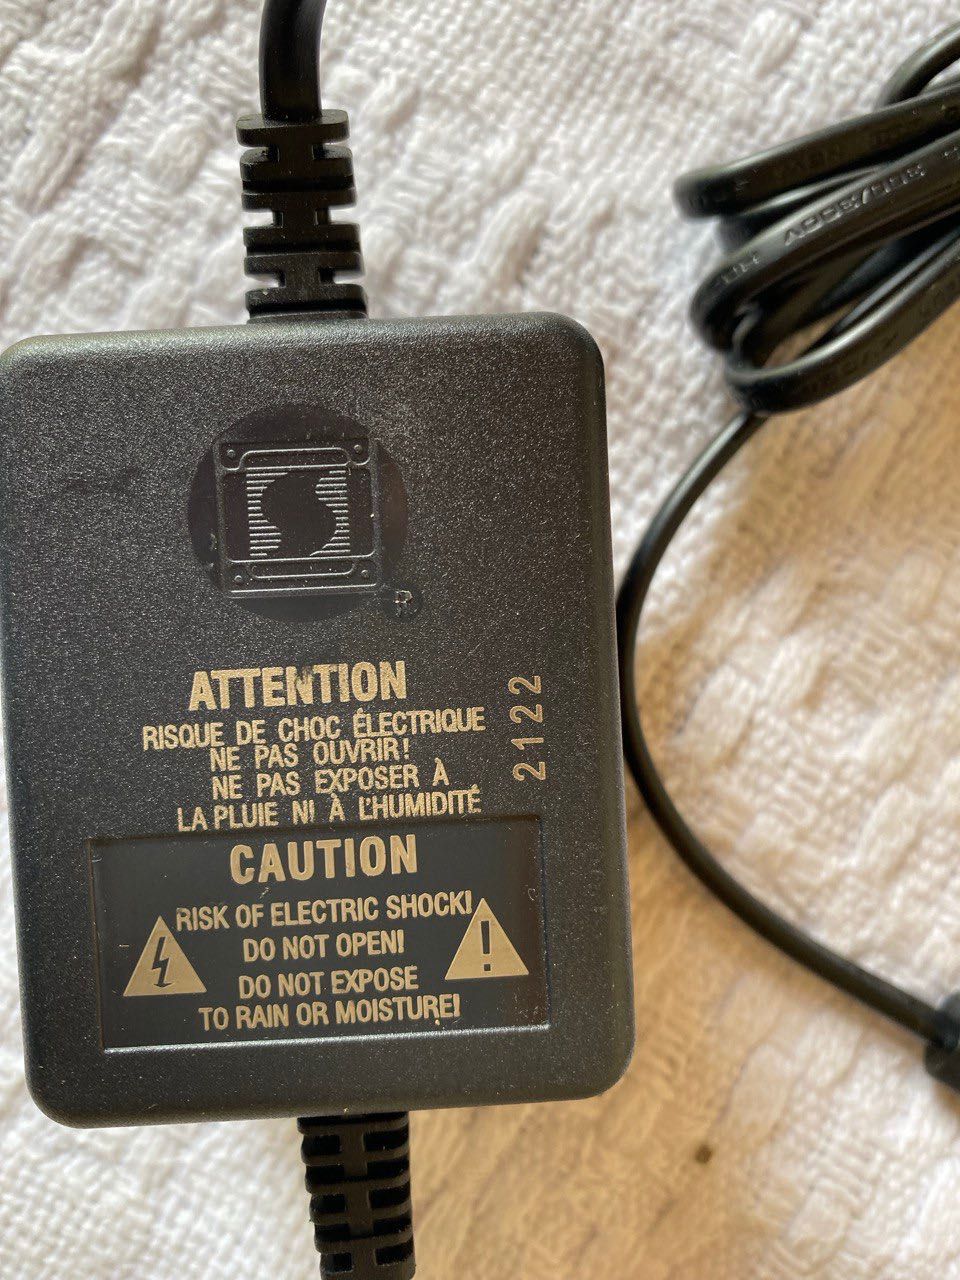 ATTENTION
RISQUE DE CHOC ÉLECTRIQUE
NE PAS OUVRIR!
NE PAS EXPOSER À
LA PLUIE NI À L'HUMIDITÉ
2122
CAUTION
RISK OF ELECTRIC SHOCK!
DO NOT OPEN!
DO NOT EXPOSE
TO RAIN OR MOISTURE!